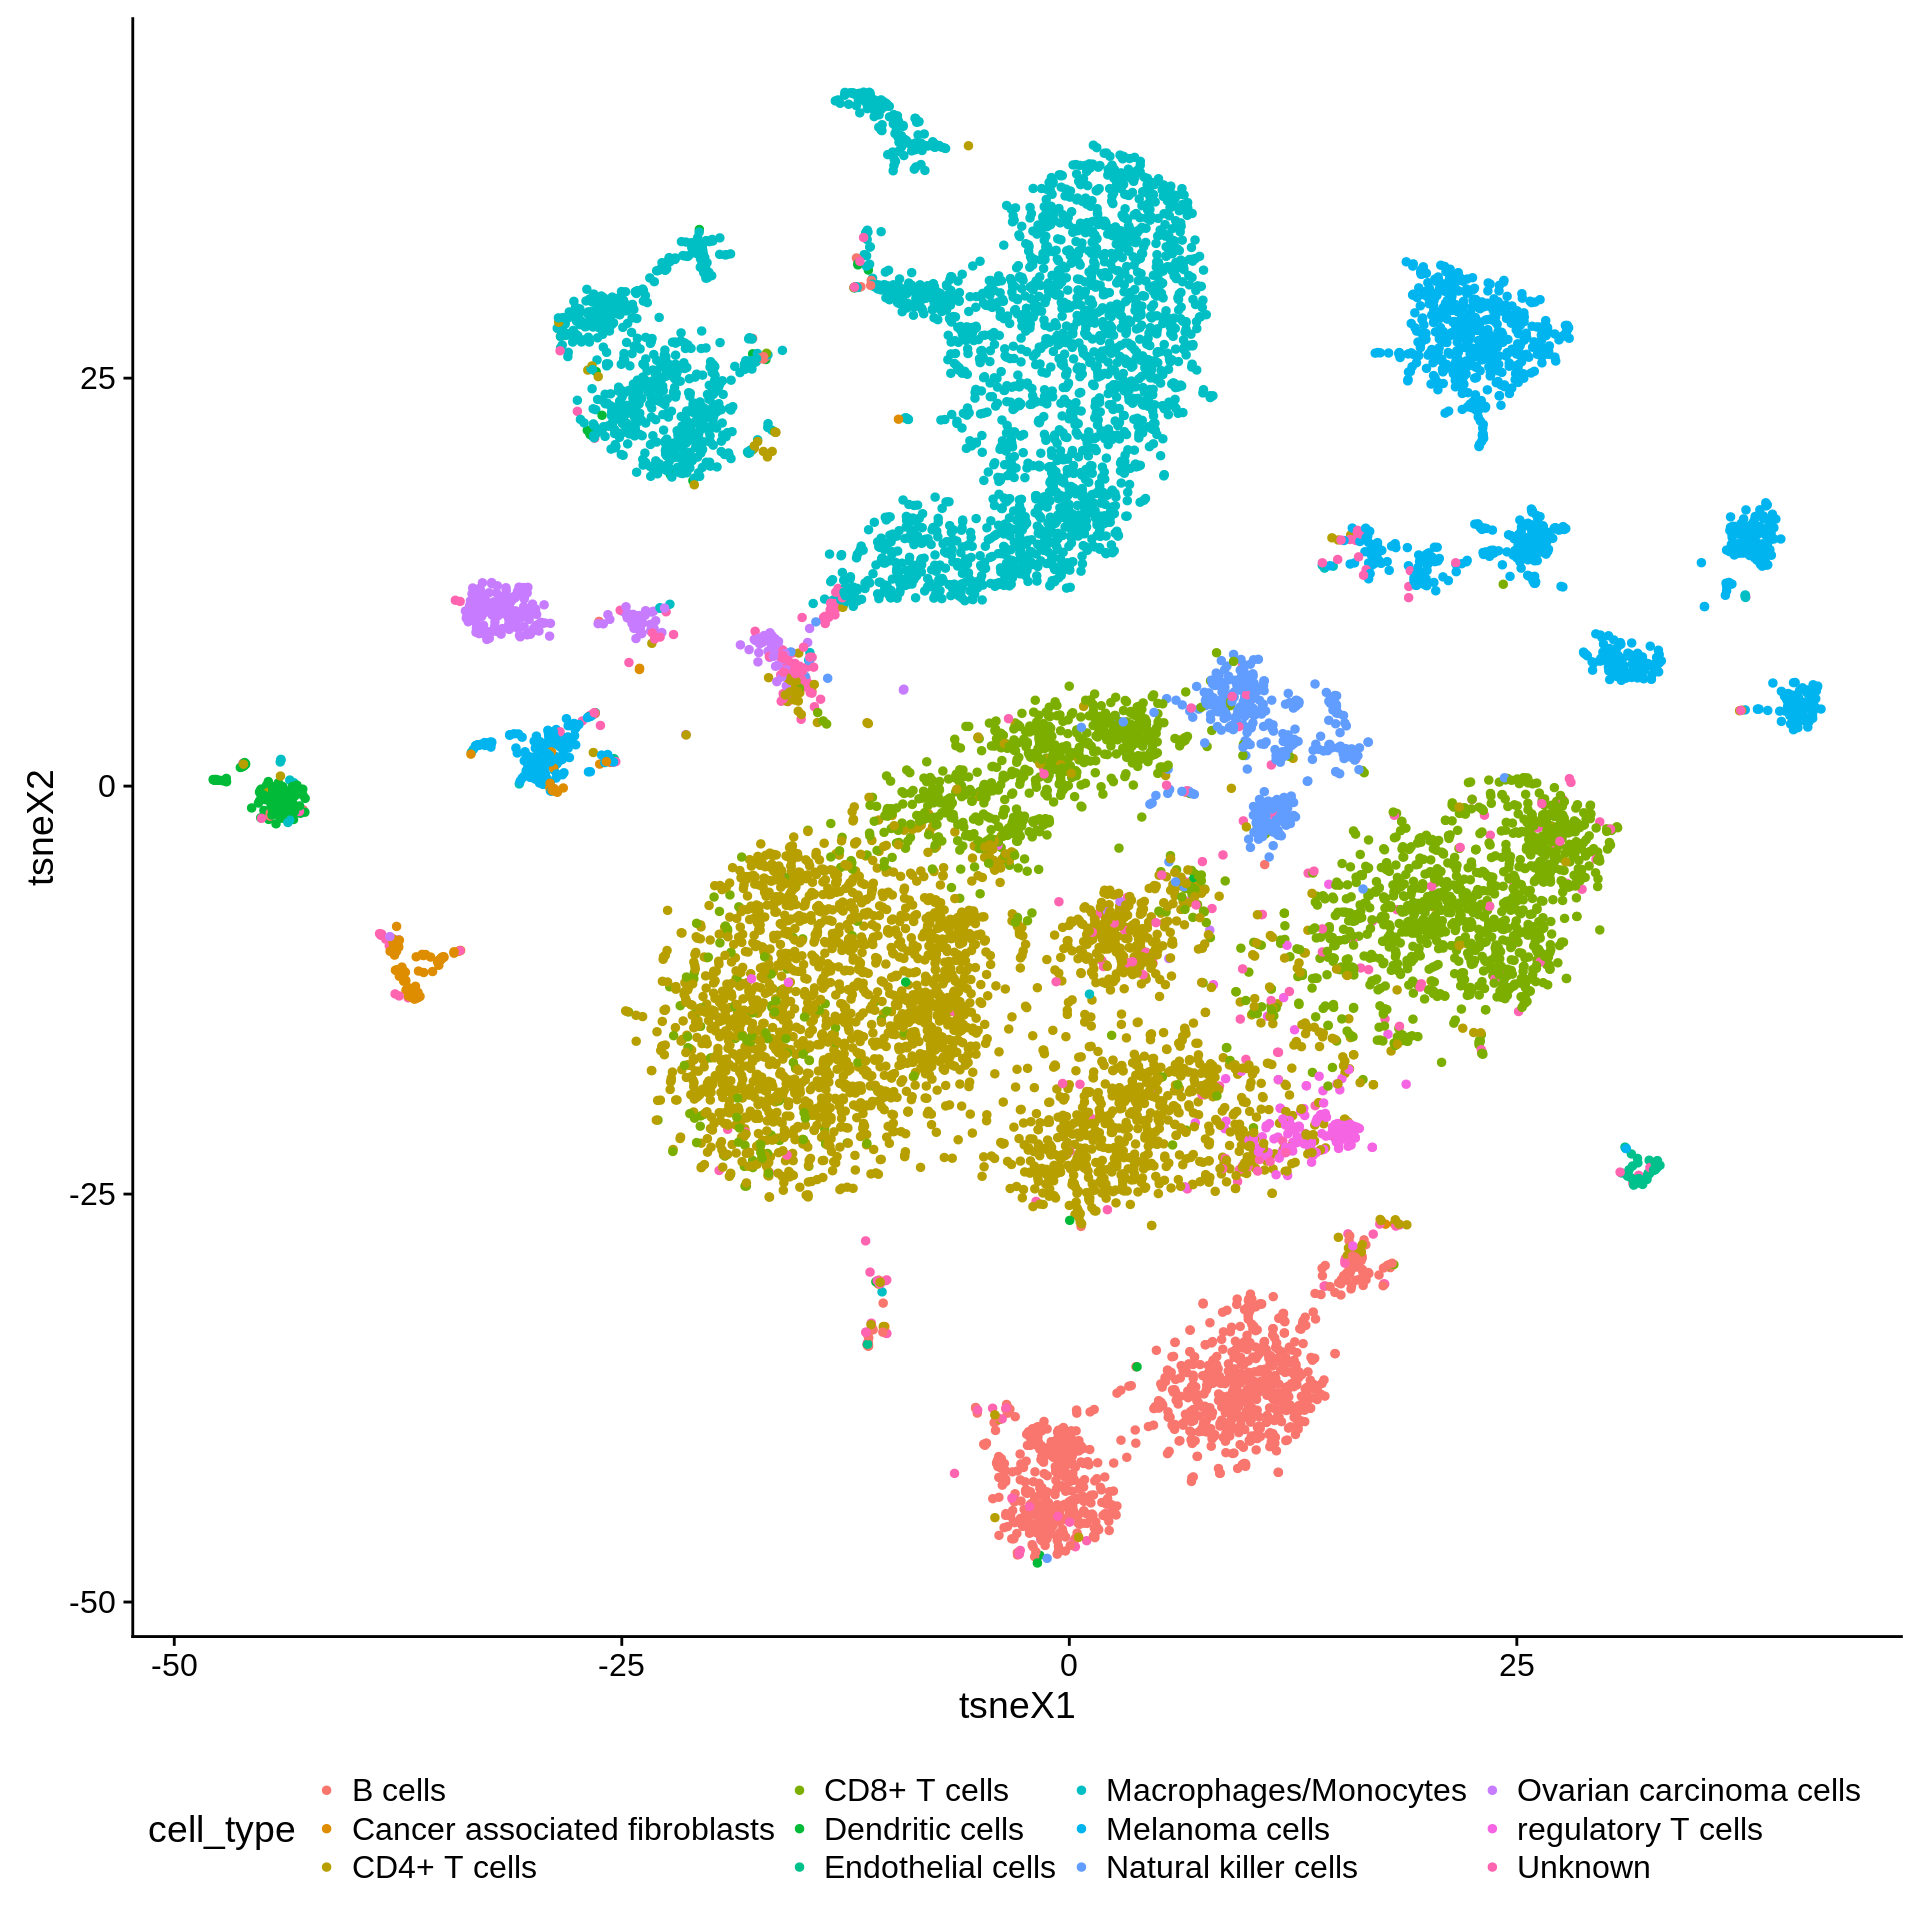 tsneX2
25
0
-25
-50
-50
-25
0
25
tsneX1
cell_type
B cells
Cancer associated fibroblasts
CD4+ T cells
CD8+ T cells
Dendritic cells
Endothelial cells
Macrophages/Monocytes
Melanoma cells
Natural killer cells
Ovarian carcinoma cells
regulatory T cells
Unknown